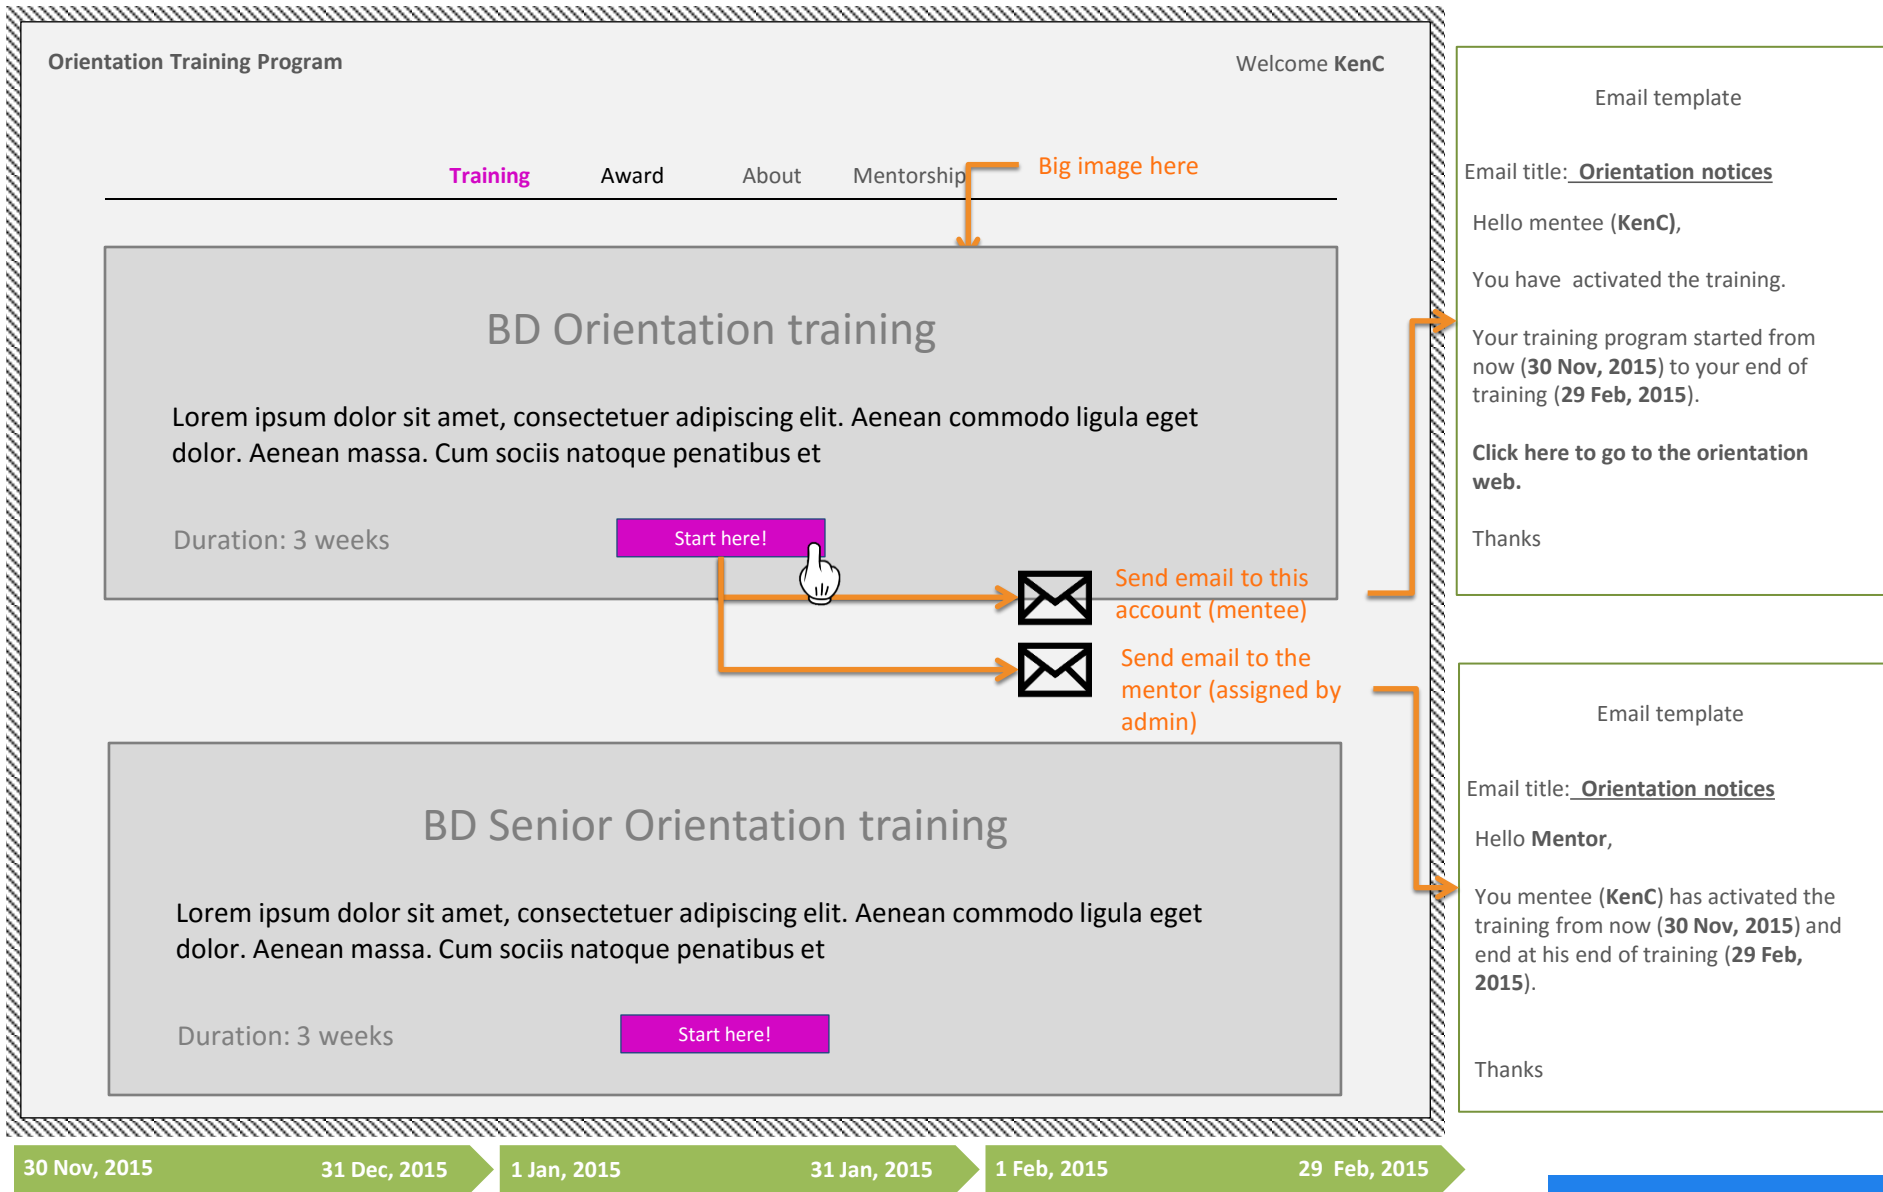 Orientation Training Program
Welcome KenC
Training Award About Mentorship
Big image here
BD Orientation training
Lorem ipsum dolor sit amet, consectetuer adipiscing elit. Aenean commodo ligula eget
dolor. Aenean massa. Cum sociis natoque penatibus et
Duration: 3 weeks
Start here!
Send email to this
account (mentee)
Send email to the
mentor (assigned by
admin)
BD Senior Orientation training
Lorem ipsum dolor sit amet, consectetuer adipiscing elit. Aenean commodo ligula eget
dolor. Aenean massa. Cum sociis natoque penatibus et
Duration: 3 weeks
Start here!
Email template
Email title: Orientation notices
Hello mentee (KenC),
You have activated the training.
Your training program started from
now (30 Nov, 2015) to your end of
training (29 Feb, 2015).
Click here to go to the orientation
web.
Thanks
Email template
Email title: Orientation notices
Hello Mentor,
You mentee (KenC) has activated the
training from now (30 Nov, 2015) and
end at his end of training (29 Feb,
2015).
Thanks
30 Nov, 2015 31 Dec, 2015 1 Jan, 2015 31 Jan, 2015 1 Feb, 2015 29 Feb, 2015